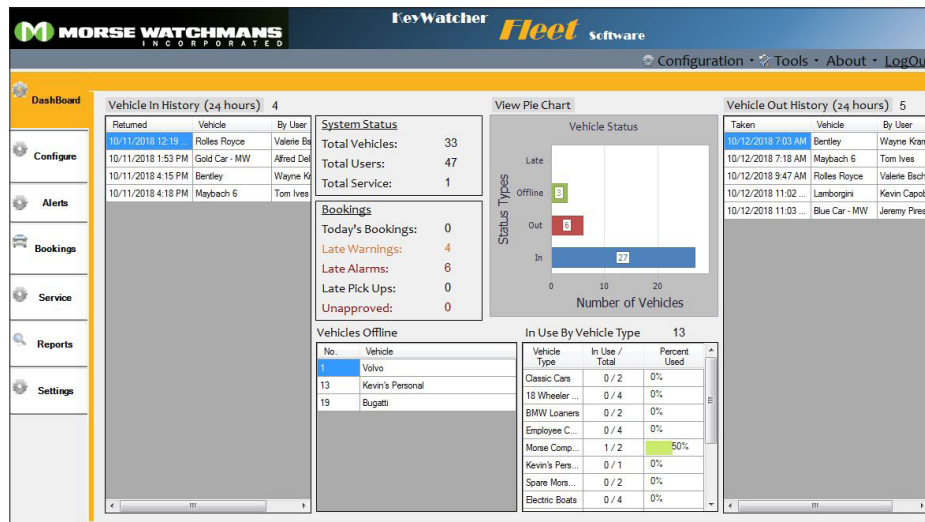 MORSE WATCHMANS
INCORPORATED
KeyWatcher Fleet Software
Configuration · Tools · About · LogOu
DashBoard
Configure
Alerts
Bookings
Service
Reports
Settings
Vehicle In History (24 hours) 4
Returned Vehicle By User
10/11/2018 12:19 ... Rolles Royce Valerie Bs
10/11/2018 1:53 PM Gold Car - MW Alfred Del
10/11/2018 4:15 PM Bentley Wayne Kr
10/11/2018 4:18 PM Maybach 6 Tom Ives
System Status
Total Vehicles: 33
Total Users: 47
Total Service: 1
Bookings
Today's Bookings: 0
Late Warnings: 4
Late Alarms: 6
Late Pick Ups: 0
Unapproved: 0
View Pie Chart
Vehicle Status
Status Types
Late
Offline 3
Out 6
In 27
0 10 20
Number of Vehicles
Vehicle Out History (24 hours) 5
Taken Vehicle By User
10/12/2018 7:03 AM Bentley Wayne Kran
10/12/2018 7:18 AM Maybach 6 Tom Ives
10/12/2018 9:47 AM Rolles Royce Valerie Bsch
10/12/2018 11:02 ... Lamborgini Kevin Capob
10/12/2018 11:03 ... Blue Car - MW Jeremy Pires
Vehicles Offline
No. Vehicle
1 Volvo
13 Kevin's Personal
19 Bugatti
In Use By Vehicle Type 13
Vehicle Type In Use / Total Percent Used
Classic Cars 0 / 2 0%
18 Wheeler ... 0 / 4 0%
BMW Loaners 0 / 2 0%
Employee C... 0 / 4 0%
Morse Comp... 1 / 2 50%
Kevin's Pers... 0 / 1 0%
Spare Mors... 0 / 2 0%
Electric Boats 0 / 4 0%